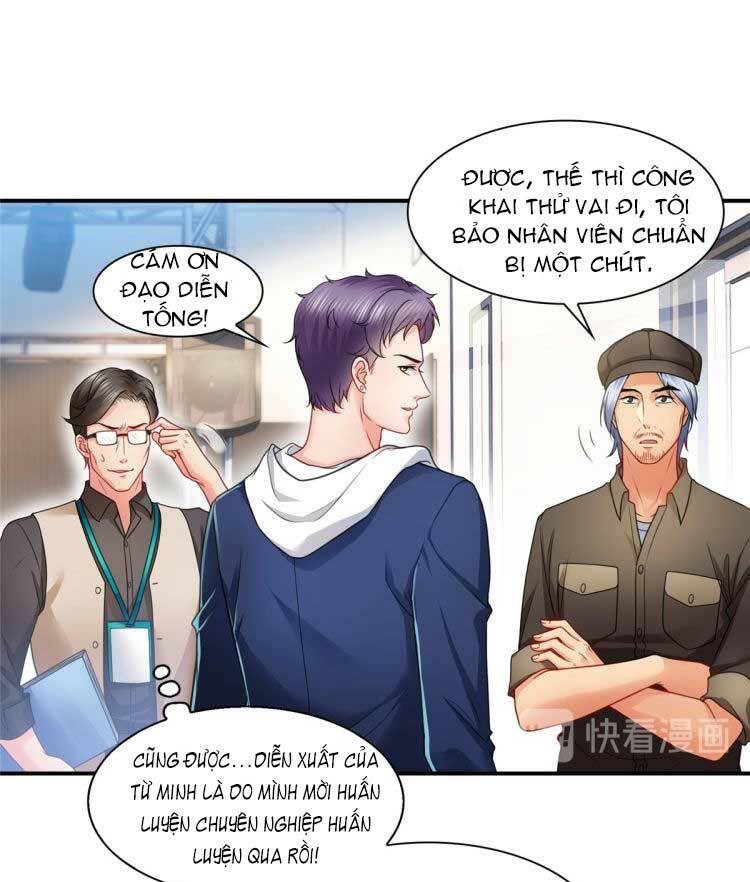 ĐƯỢC, THẾ THÌ CÔNG
KHAI THỬ VAI ĐI, TÔI
BẢO NHÂN VIÊN CHUẨN
BỊ MỘT CHÚT.
CÁM ƠN
ĐẠO DIỄN
TỐNG!
快看漫画
CŨNG ĐƯỢC...DIỄN XUẤT CỦA
TỪ MINH LÀ DO MÌNH MỜI HUẤN
LUYỆN CHUYÊN NGHIỆP HUẤN
LUYỆN QUA RỒI!